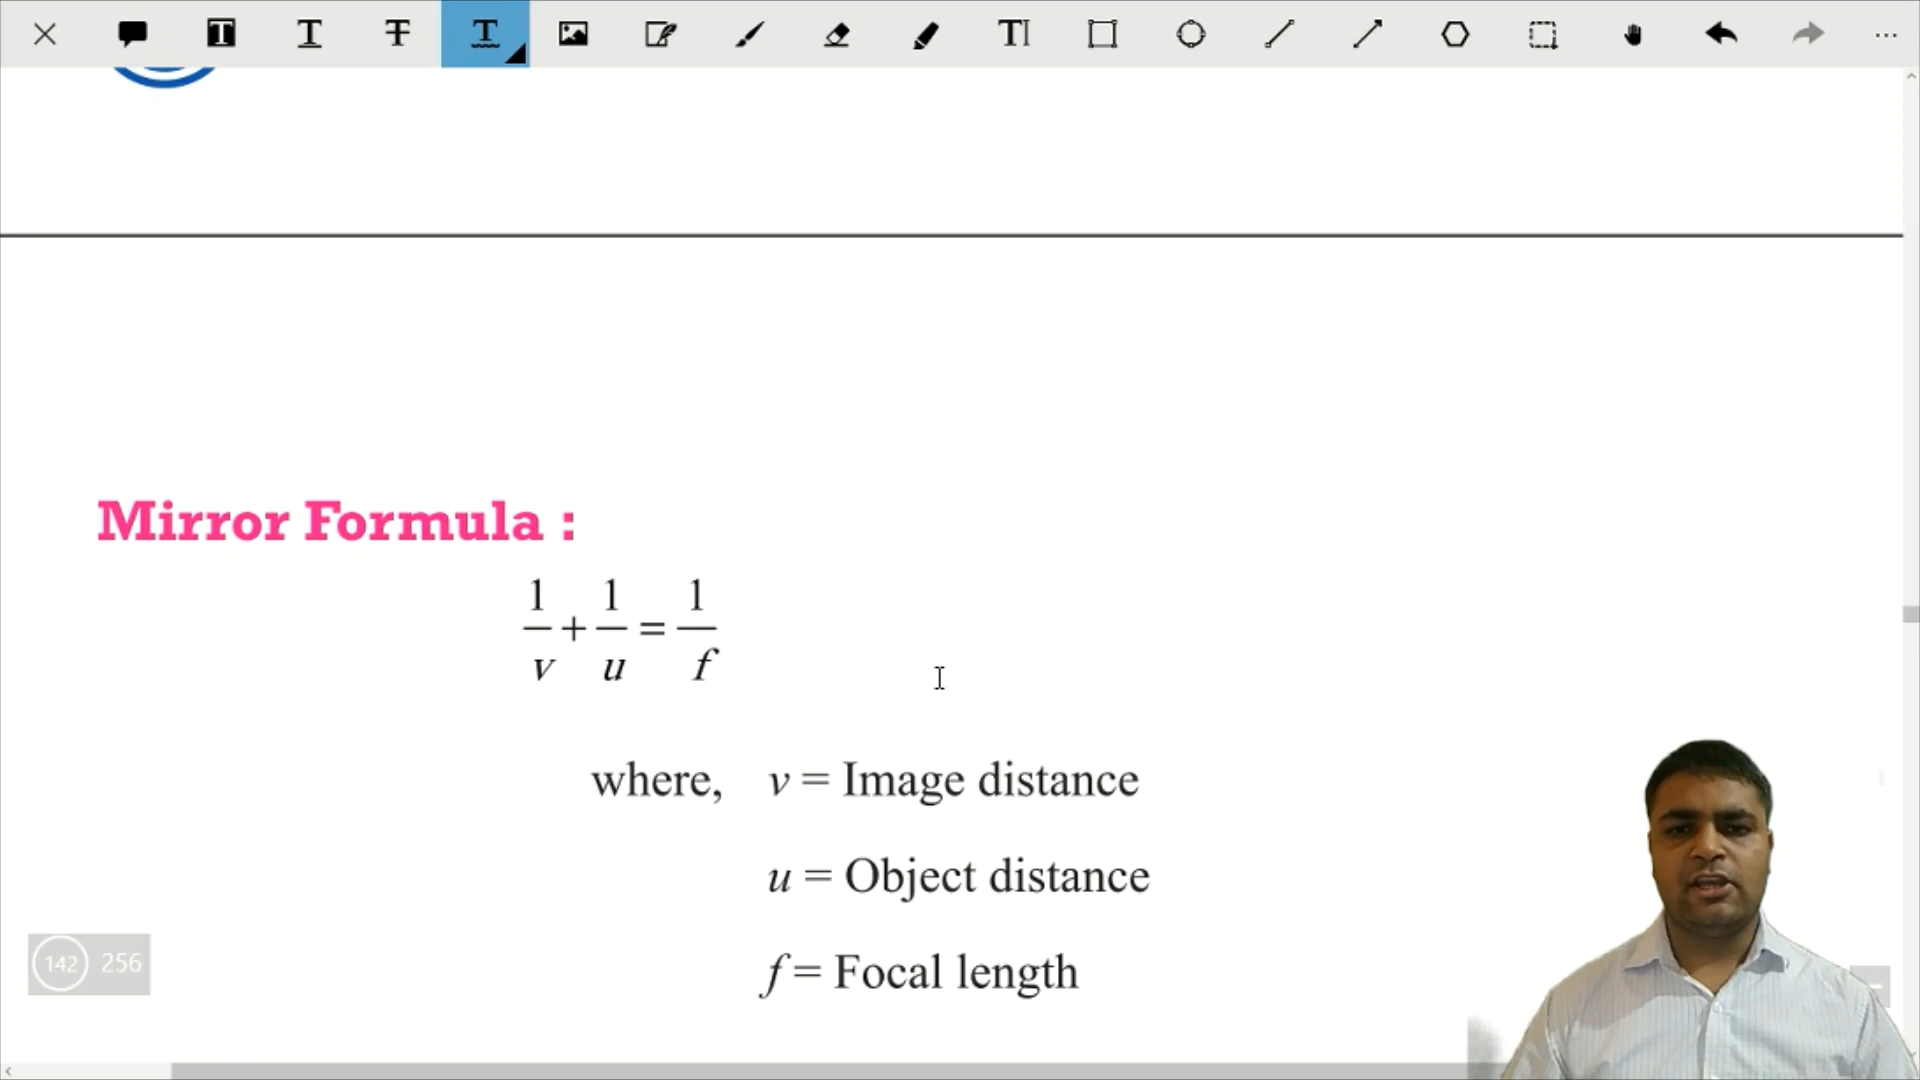 Mirror Formula :
1/v + 1/u = 1/f
where, v = Image distance
u = Object distance
f = Focal length
142 256